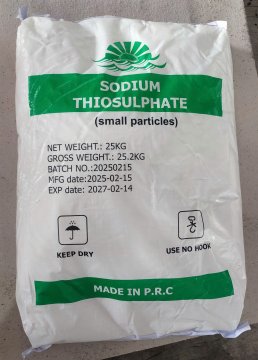 SODIUM
THIOSULPHATE
(small particles)
NET WEIGHT.: 25KG
GROSS WEIGHT.: 25.2KG
BATCH NO.:20250215
MFG date:2025-02-15
EXP date: 2027-02-14
KEEP DRY
USE NO HOOK
MADE IN P.R.C